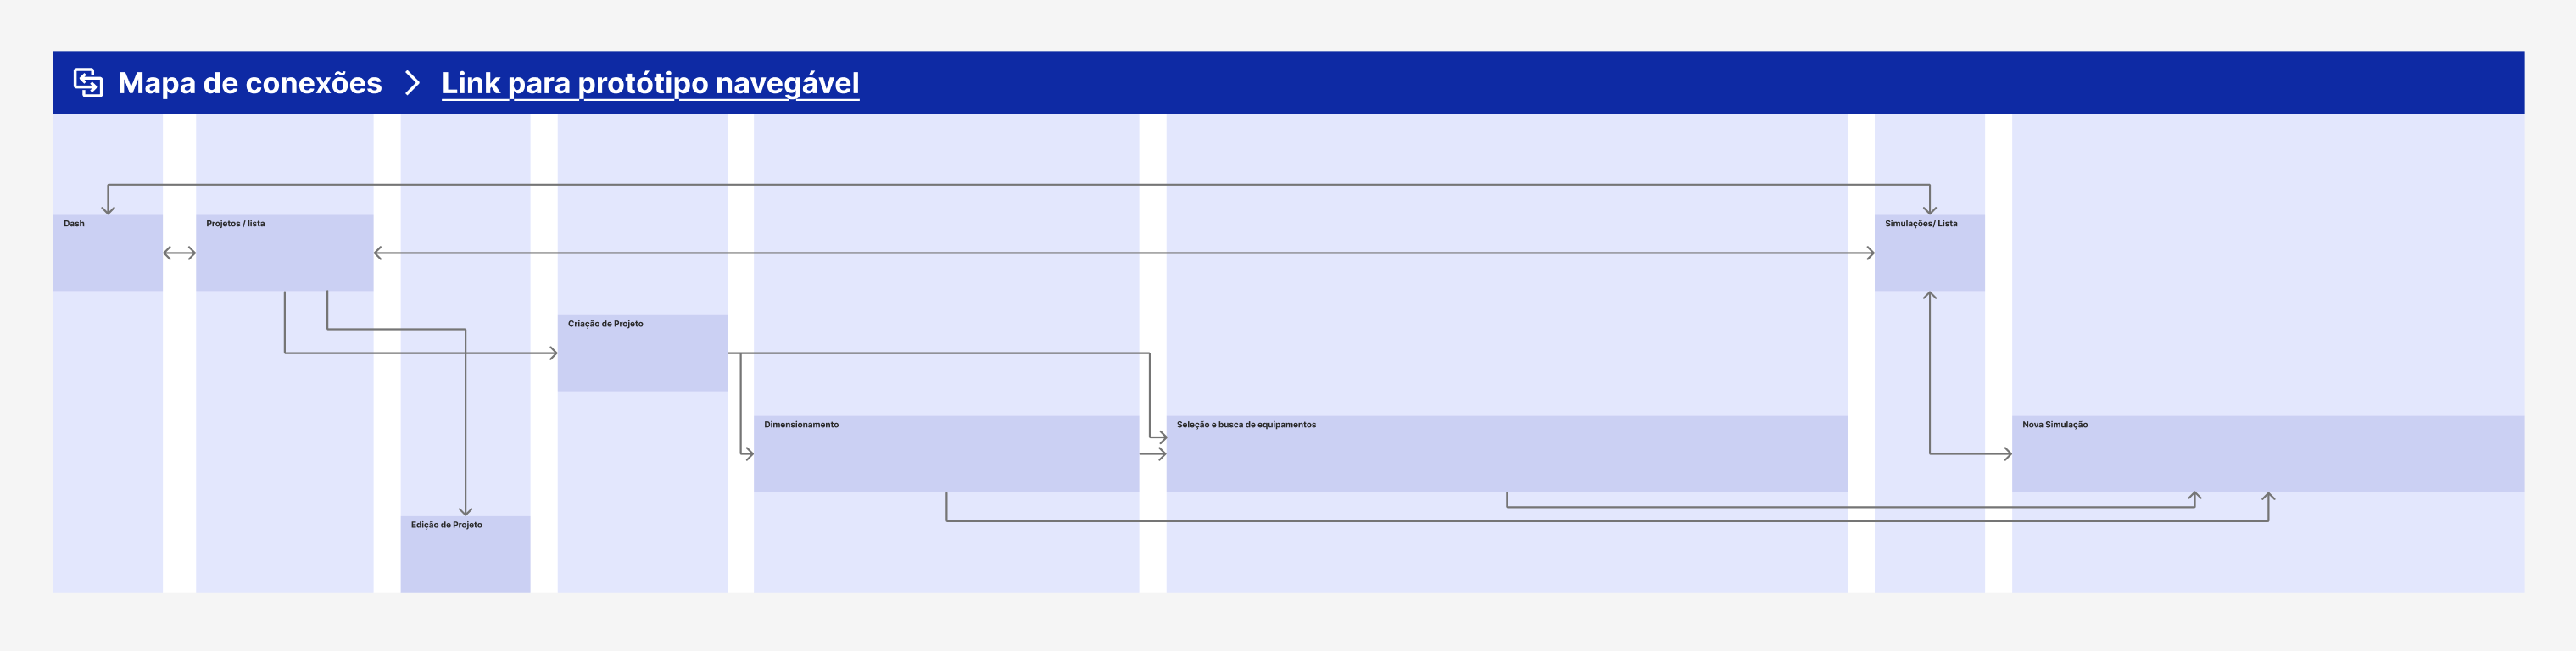 Mapa de conexões > Link para protótipo navegável
Dash
Projetos / lista
Simulações/ Lista
Criação de Projeto
Dimensionamento
Seleção e busca de equipamentos
Nova Simulação
Edição de Projeto